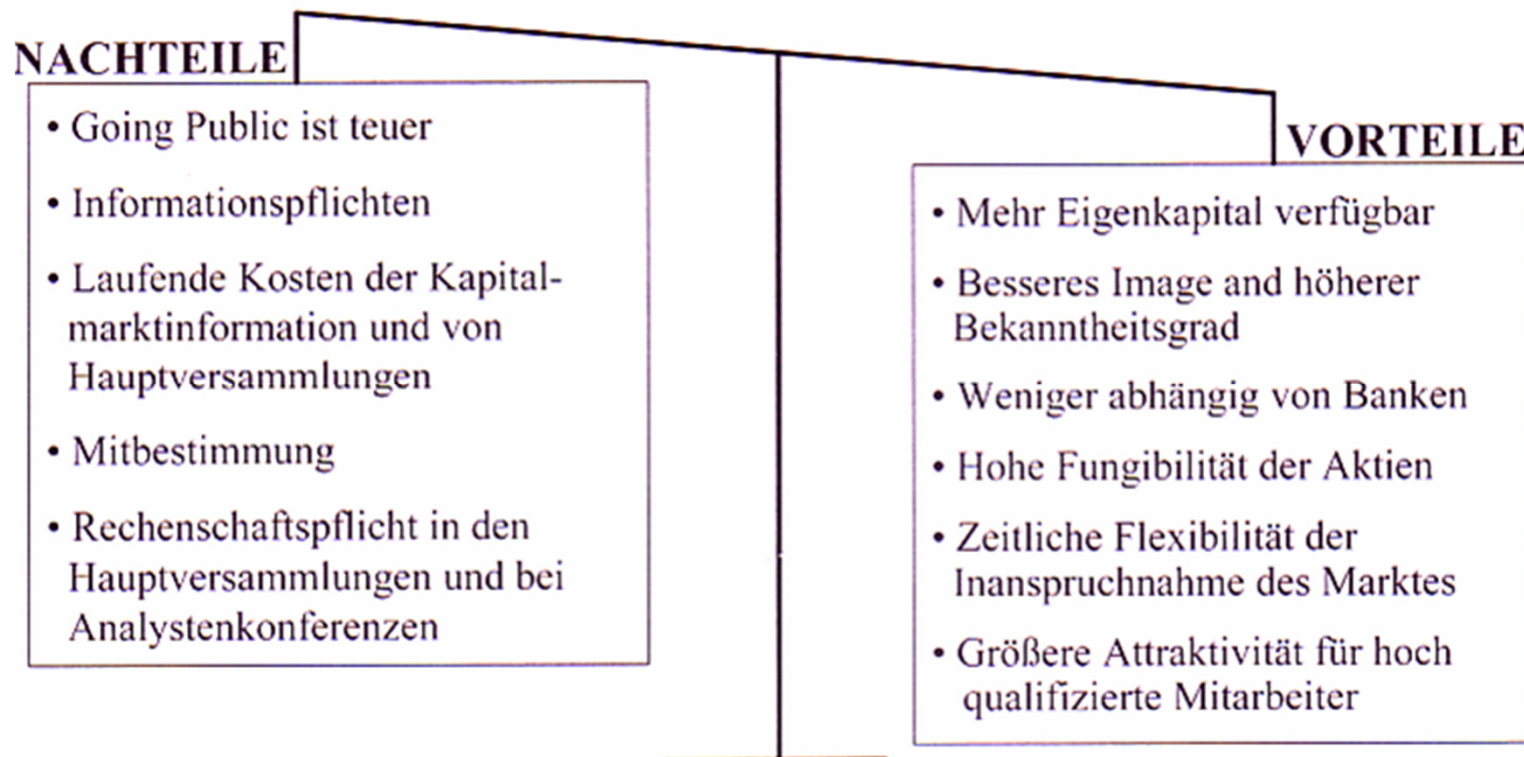 NACHTEILE
• Going Public ist teuer
• Informationspflichten
• Laufende Kosten der Kapital-
marktinformation und von
Hauptversammlungen
• Mitbestimmung
• Rechenschaftspflicht in den
Hauptversammlungen und bei
Analystenkonferenzen
VORTEILE
• Mehr Eigenkapital verfügbar
• Besseres Image and höherer
Bekanntheitsgrad
• Weniger abhängig von Banken
• Hohe Fungibilität der Aktien
• Zeitliche Flexibilität der
Inanspruchnahme des Marktes
• Größere Attraktivität für hoch
qualifizierte Mitarbeiter